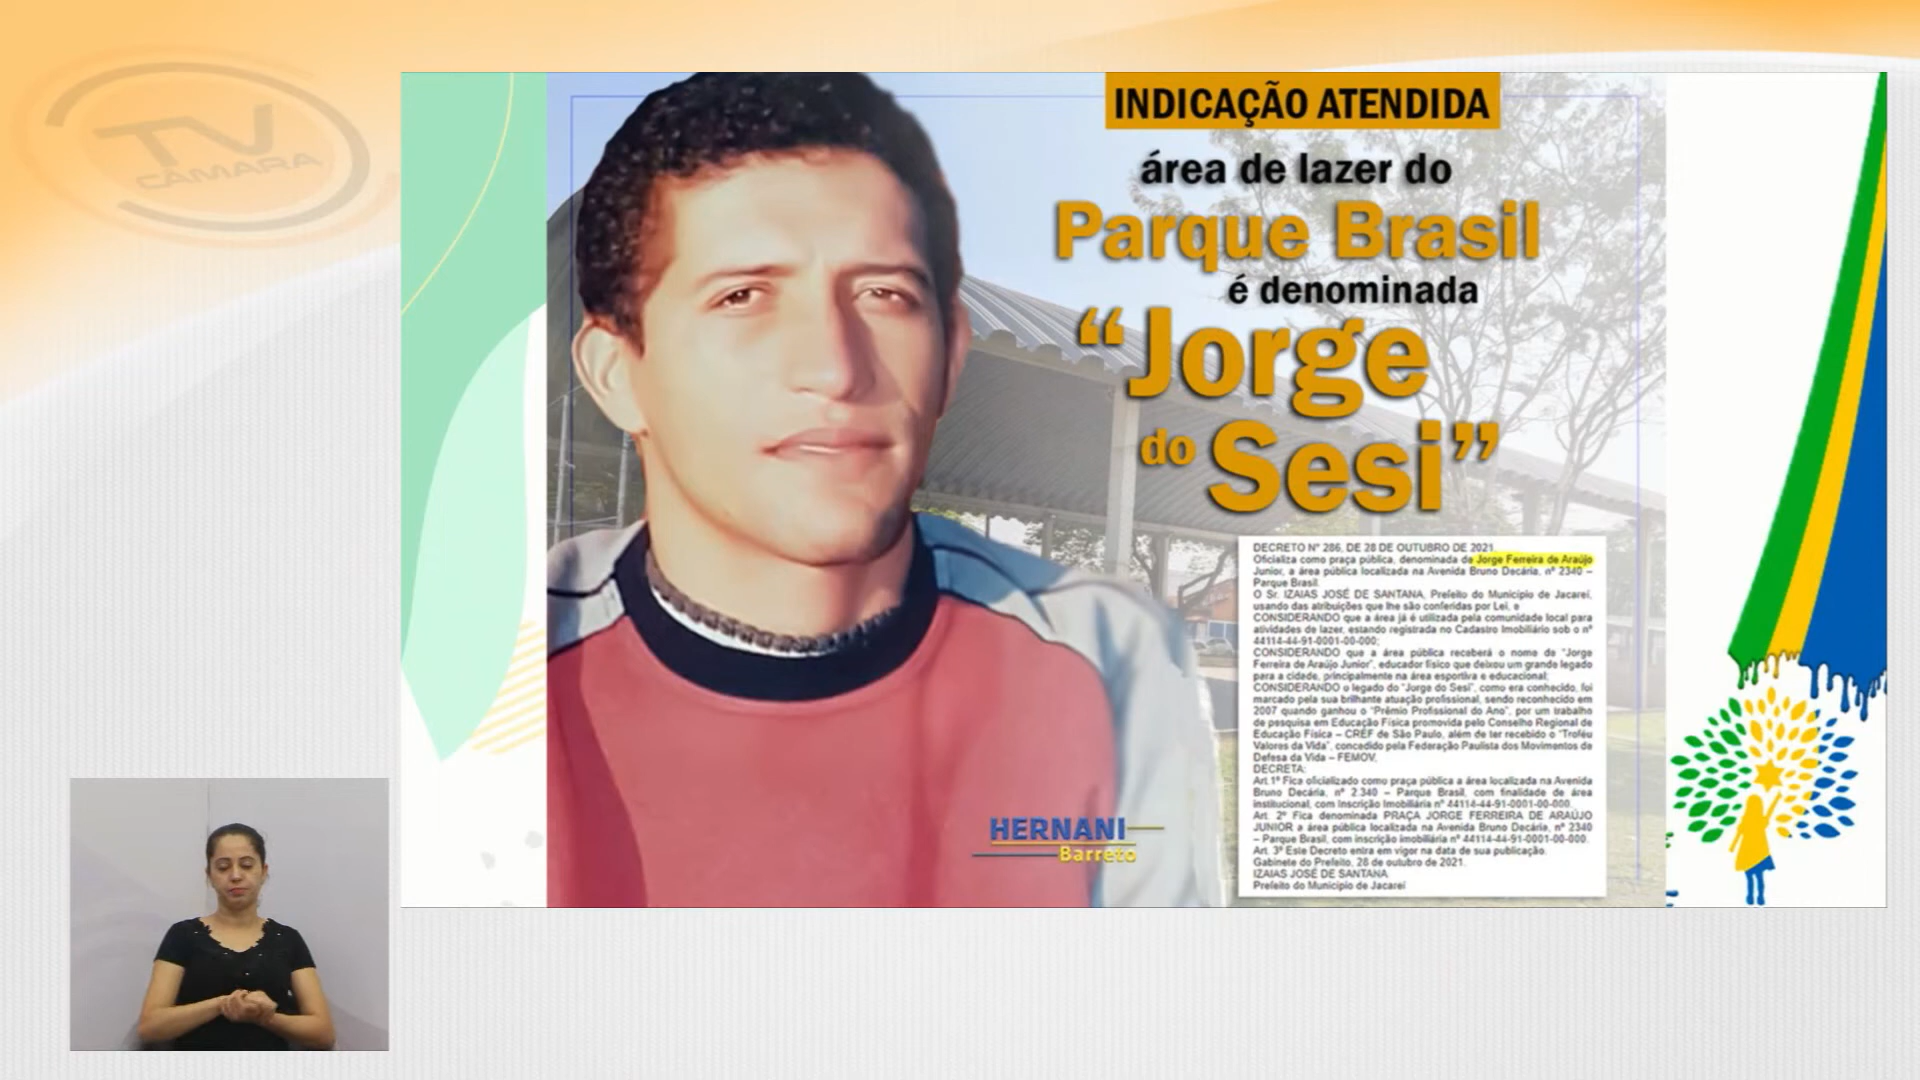 TV
CÂMARA
INDICAÇÃO ATENDIDA
área de lazer do
Parque Brasil
é denominada
“Jorge
do Sesi”
DECRETO Nº 286, DE 28 DE OUTUBRO DE 2021.
Oficializa como praça pública, denominada de Jorge Ferreira de Araújo
Junior, a área pública localizada na Avenida Bruno Decária, nº 2340 –
Parque Brasil.
O Sr. IZAIAS JOSÉ DE SANTANA, Prefeito do Município de Jacareí,
usando das atribuições que lhe são conferidas por Lei, e
CONSIDERANDO que a área já é utilizada pela comunidade local para
atividades de lazer, estando registrada no Cadastro Imobiliário sob o nº
44114-44-91-0001-00-000;
CONSIDERANDO que a área pública receberá o nome de “Jorge
Ferreira de Araújo Junior”, educador físico que deixou um grande legado
para a cidade, principalmente na área esportiva e educacional;
CONSIDERANDO o legado do “Jorge do Sesi”, como era conhecido, foi
marcado pela sua brilhante atuação profissional, sendo reconhecido em
2007 quando ganhou o “Prêmio Profissional do Ano”, por um trabalho
de pesquisa em Educação Física promovida pelo Conselho Regional de
Educação Física – CREF de São Paulo, além de ter recebido o “Troféu
Valores da Vida”, concedido pela Federação Paulista dos Movimentos de
Defesa da Vida – FEMOV,
DECRETA:
Art.1º Fica oficializado como praça pública a área localizada na Avenida
Bruno Decária, nº 2.340 – Parque Brasil, com finalidade de área
institucional, com Inscrição Imobiliária nº 44114-44-91-0001-00-000.
Art. 2º Fica denominada PRAÇA JORGE FERREIRA DE ARAÚJO
JUNIOR a área pública localizada na Avenida Bruno Decária, nº 2340
– Parque Brasil, com inscrição imobiliária nº 44114-44-91-0001-00-000.
Art. 3º Este Decreto entra em vigor na data de sua publicação.
Gabinete do Prefeito, 28 de outubro de 2021.
IZAIAS JOSÉ DE SANTANA
Prefeito do Município de Jacareí
HERNANI
Barreto